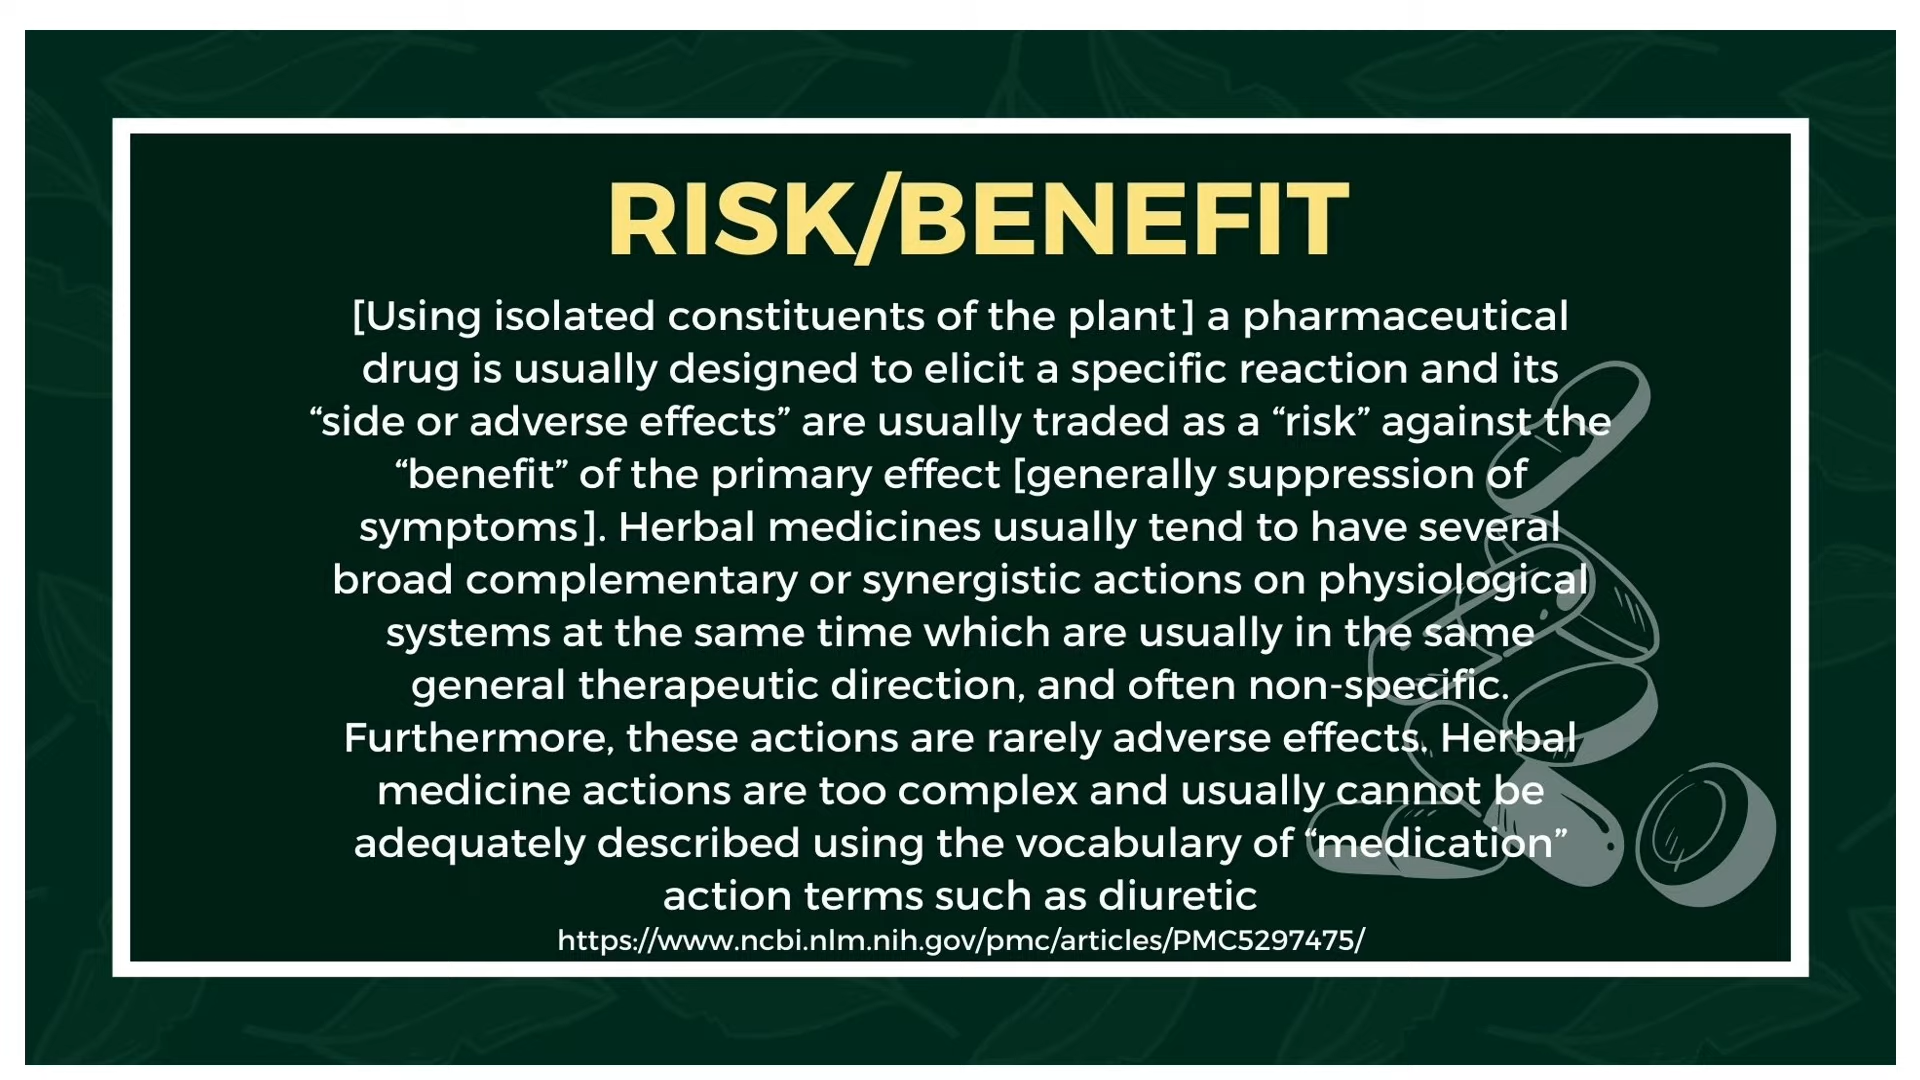 RISK/BENEFIT
[Using isolated constituents of the plant] a pharmaceutical
drug is usually designed to elicit a specific reaction and its
“side or adverse effects” are usually traded as a “risk” against the
“benefit” of the primary effect [generally suppression of
symptoms]. Herbal medicines usually tend to have several
broad complementary or synergistic actions on physiological
systems at the same time which are usually in the same
general therapeutic direction, and often non-specific.
Furthermore, these actions are rarely adverse effects. Herbal
medicine actions are too complex and usually cannot be
adequately described using the vocabulary of “medication”
action terms such as diuretic
https://www.ncbi.nlm.nih.gov/pmc/articles/PMC5297475/